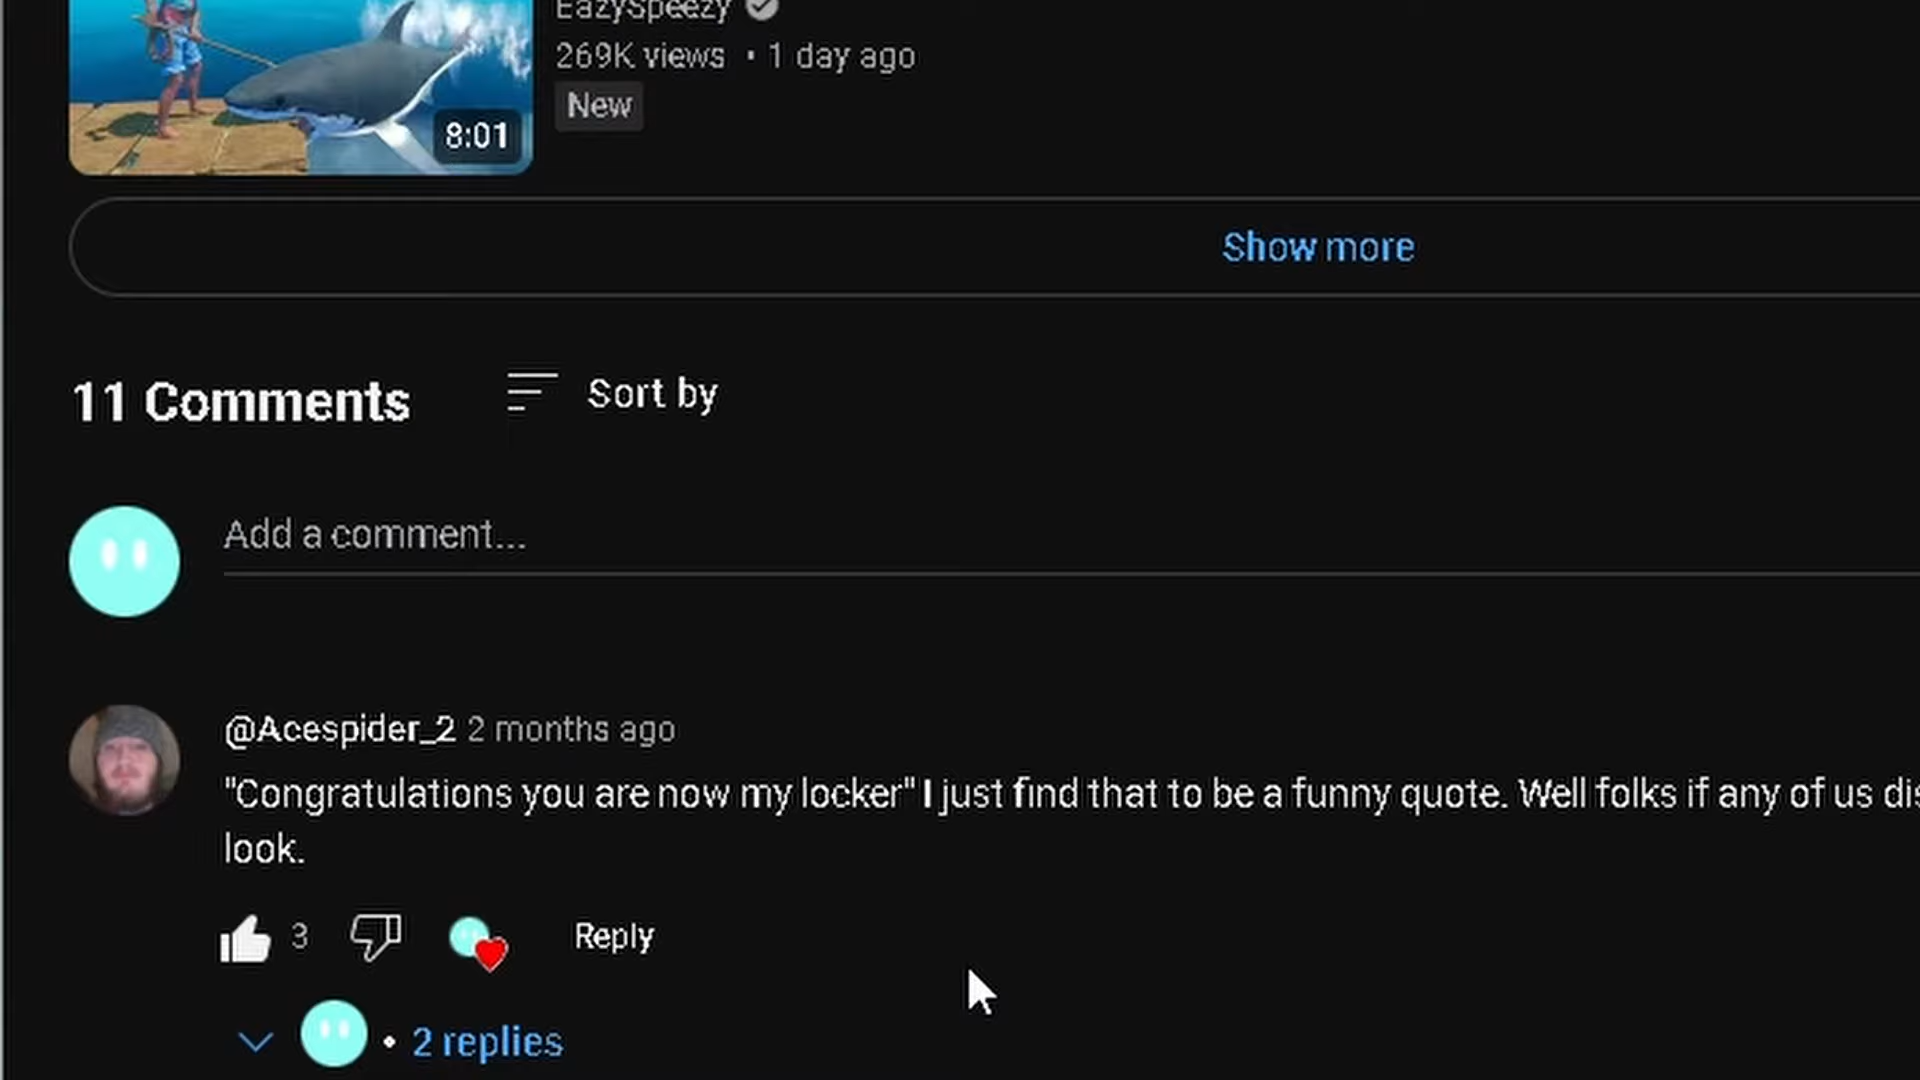 EazySpeezy
269K views • 1 day ago
New
8:01
Show more
11 Comments
Sort by
Add a comment...
@Acespider_2 2 months ago
"Congratulations you are now my locker" I just find that to be a funny quote. Well folks if any of us dis
look.
3
Reply
• 2 replies